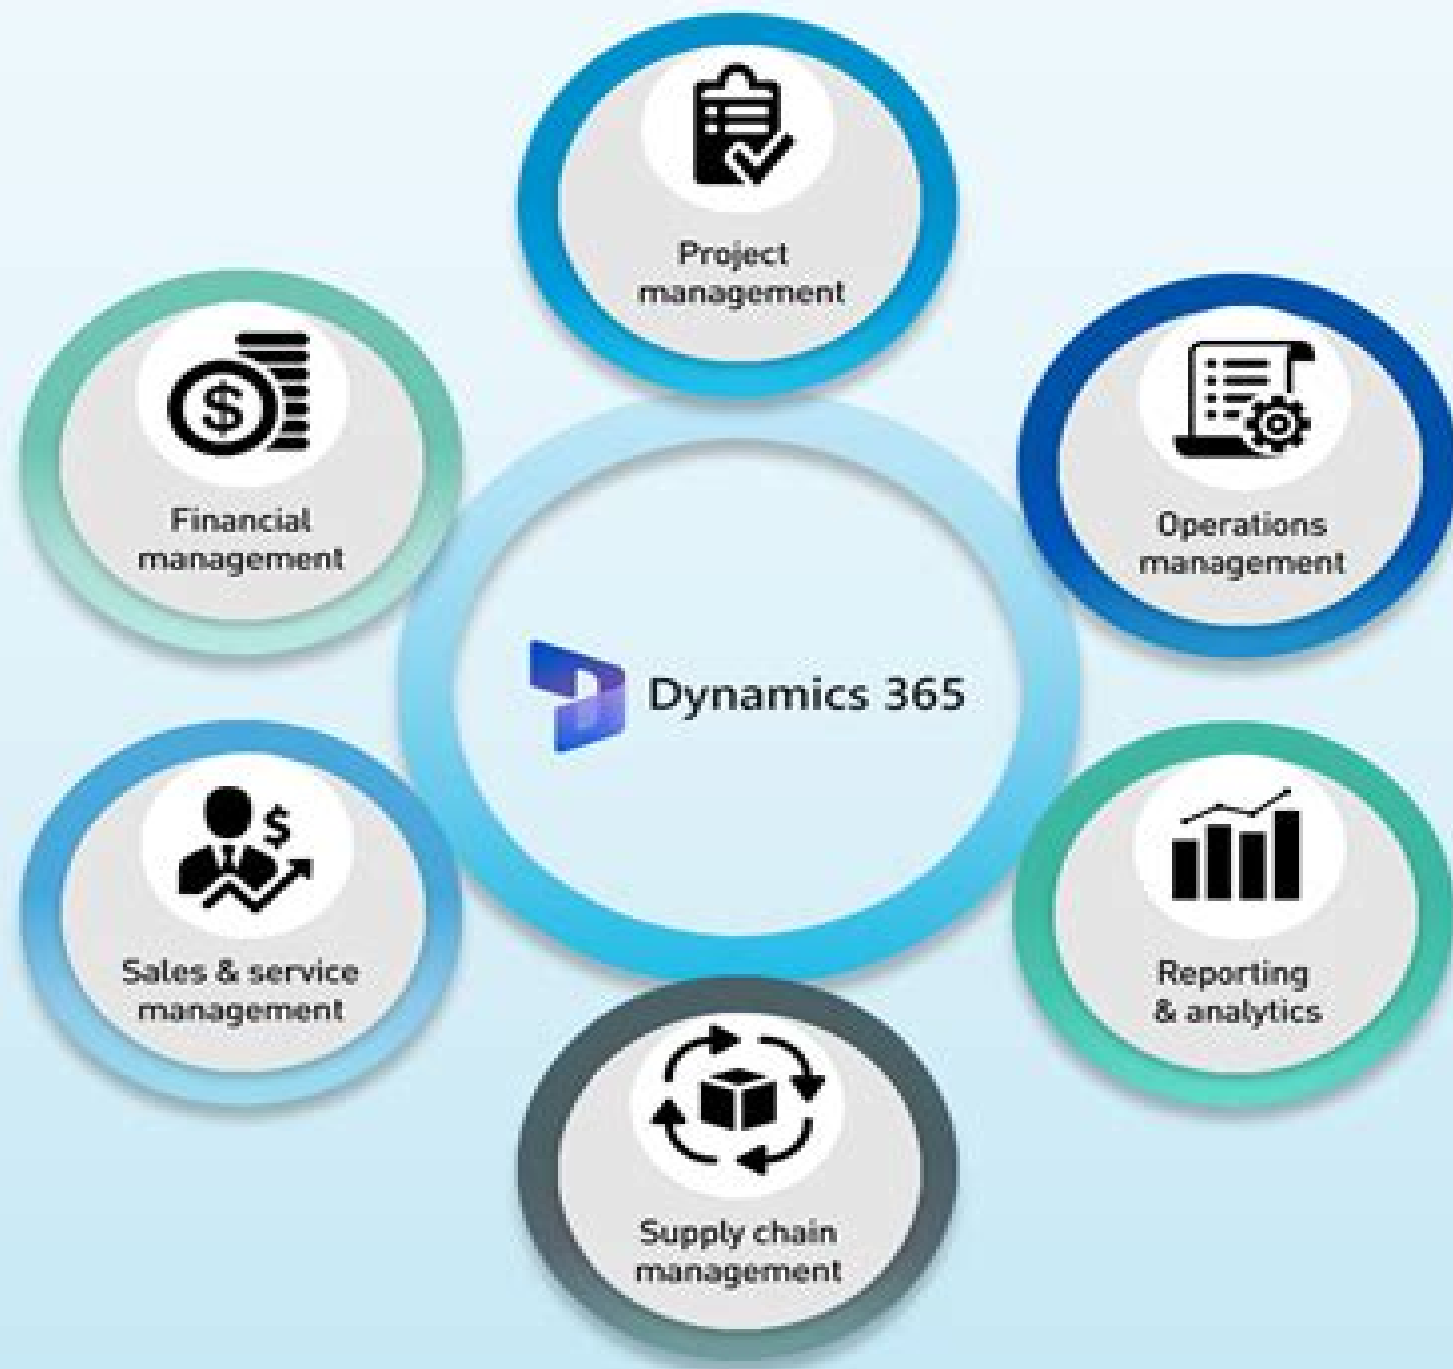 Project
management
Financial
management
Operations
management
Dynamics 365
Sales & service
management
Reporting
& analytics
Supply chain
management